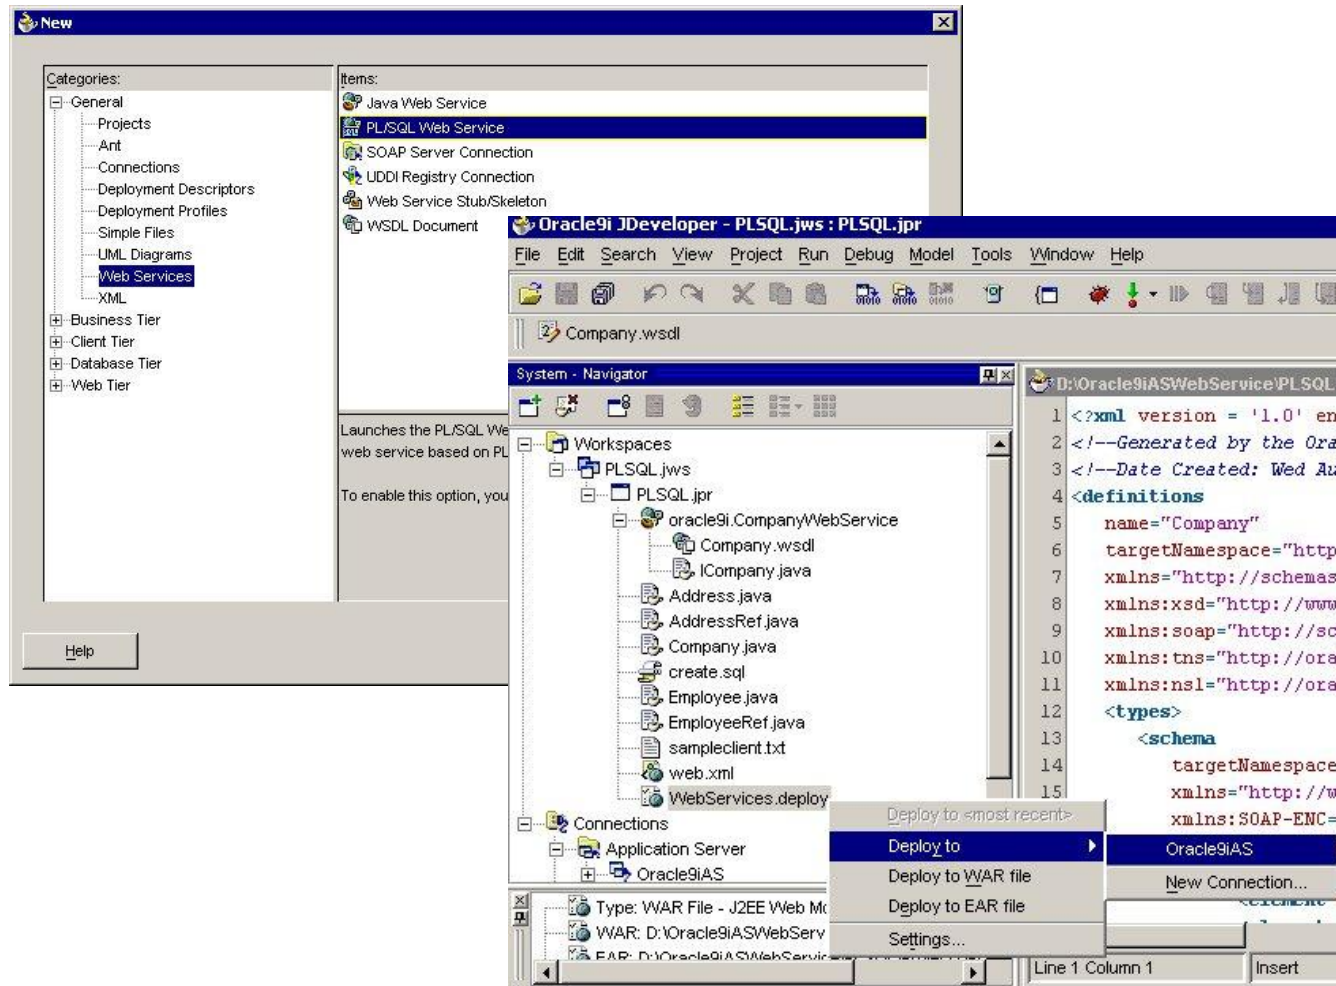 New
Categories:
General
Projects
Ant
Connections
Deployment Descriptors
Deployment Profiles
Simple Files
UML Diagrams
Web Services
XML
Business Tier
Client Tier
Database Tier
Web Tier
Items:
Java Web Service
PL/SQL Web Service
SOAP Server Connection
UDDI Registry Connection
Web Service Stub/Skeleton
WSDL Document
Launches the PL/SQL We
web service based on PL
To enable this option, you
Help
Oracle9i JDeveloper - PLSQL.jws : PLSQL.jpr
File Edit Search View Project Run Debug Model Tools Window Help
Company.wsdl
System - Navigator
Workspaces
PLSQL.jws
PLSQL.jpr
oracle9i.CompanyWebService
Company.wsdl
ICompany.java
Address.java
AddressRef.java
Company.java
create.sql
Employee.java
EmployeeRef.java
sampleclient.txt
web.xml
WebServices.deploy
Connections
Application Server
Oracle9iAS
Type: WAR File - J2EE Web Mo
WAR: D:\Oracle9iASWebServ
EAR: D:\Oracle9iASWebService
D:\Oracle9iASWebService\PLSQL
1 <?xml version = '1.0' en
2 <!--Generated by the Ora
3 <!--Date Created: Wed Au
4 <definitions
5 name="Company"
6 targetNamespace="http
7 xmlns="http://schemas
8 xmlns:xsd="http://www
9 xmlns:soap="http://sc
10 xmlns:tns="http://ora
11 xmlns:ns1="http://ora
12 <types>
13 <schema
14 targetNamespace
15 xmlns="http://w
xmlns:SOAP-ENC=
<element
Deploy to <most recent>
Deploy to
Deploy to WAR file
Deploy to EAR file
Settings...
Oracle9iAS
New Connection...
Line 1 Column 1
Insert